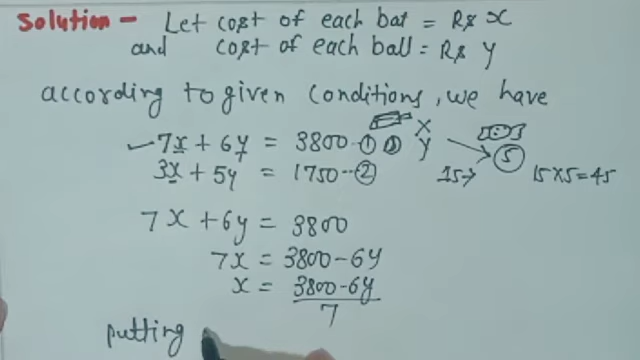 Solution - Let cost of each bat = Rs x
and cost of each ball = Rs y
according to given conditions, we have
7x + 6y = 3800 - ①
3x + 5y = 1750 -- ②
x
y
5
15→ 15×5=45
7x + 6y = 3800
7x = 3800 - 6y
x = 3800-6y
7
putting